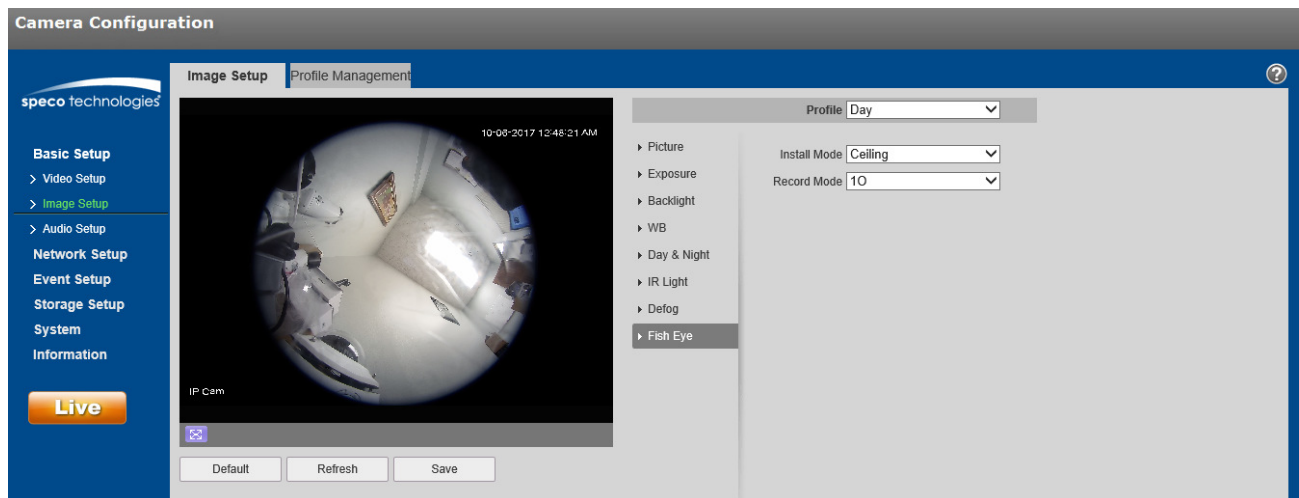 Camera Configuration
Image Setup
Profile Management
?
speco technologies
Basic Setup
> Video Setup
> Image Setup
> Audio Setup
Network Setup
Event Setup
Storage Setup
System
Information
Live
10-06-2017 12:48:21 AM
IP Cam
Default Refresh Save
Profile Day
Picture
Exposure
Backlight
WB
Day & Night
IR Light
Defog
Fish Eye
Install Mode Ceiling
Record Mode 1O